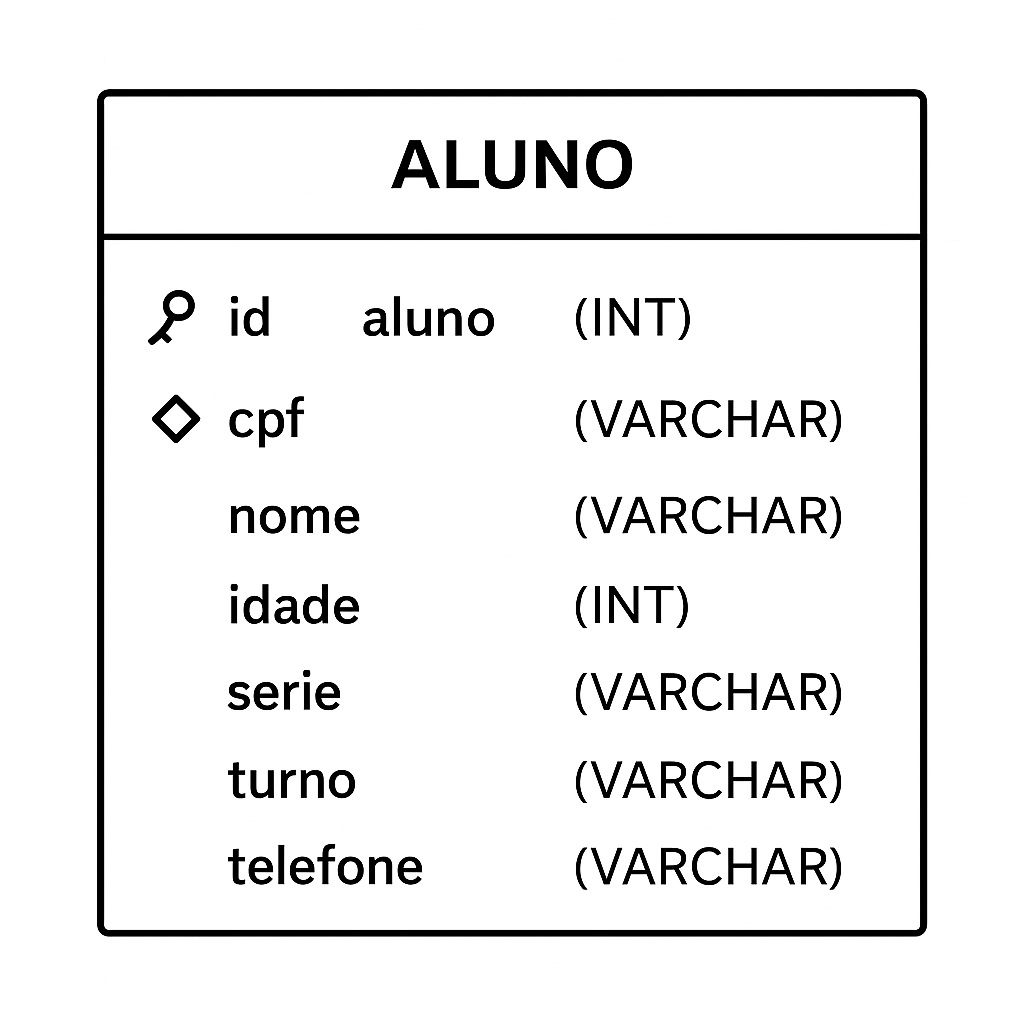 ALUNO
id aluno (INT)
cpf (VARCHAR)
nome (VARCHAR)
idade (INT)
serie (VARCHAR)
turno (VARCHAR)
telefone (VARCHAR)